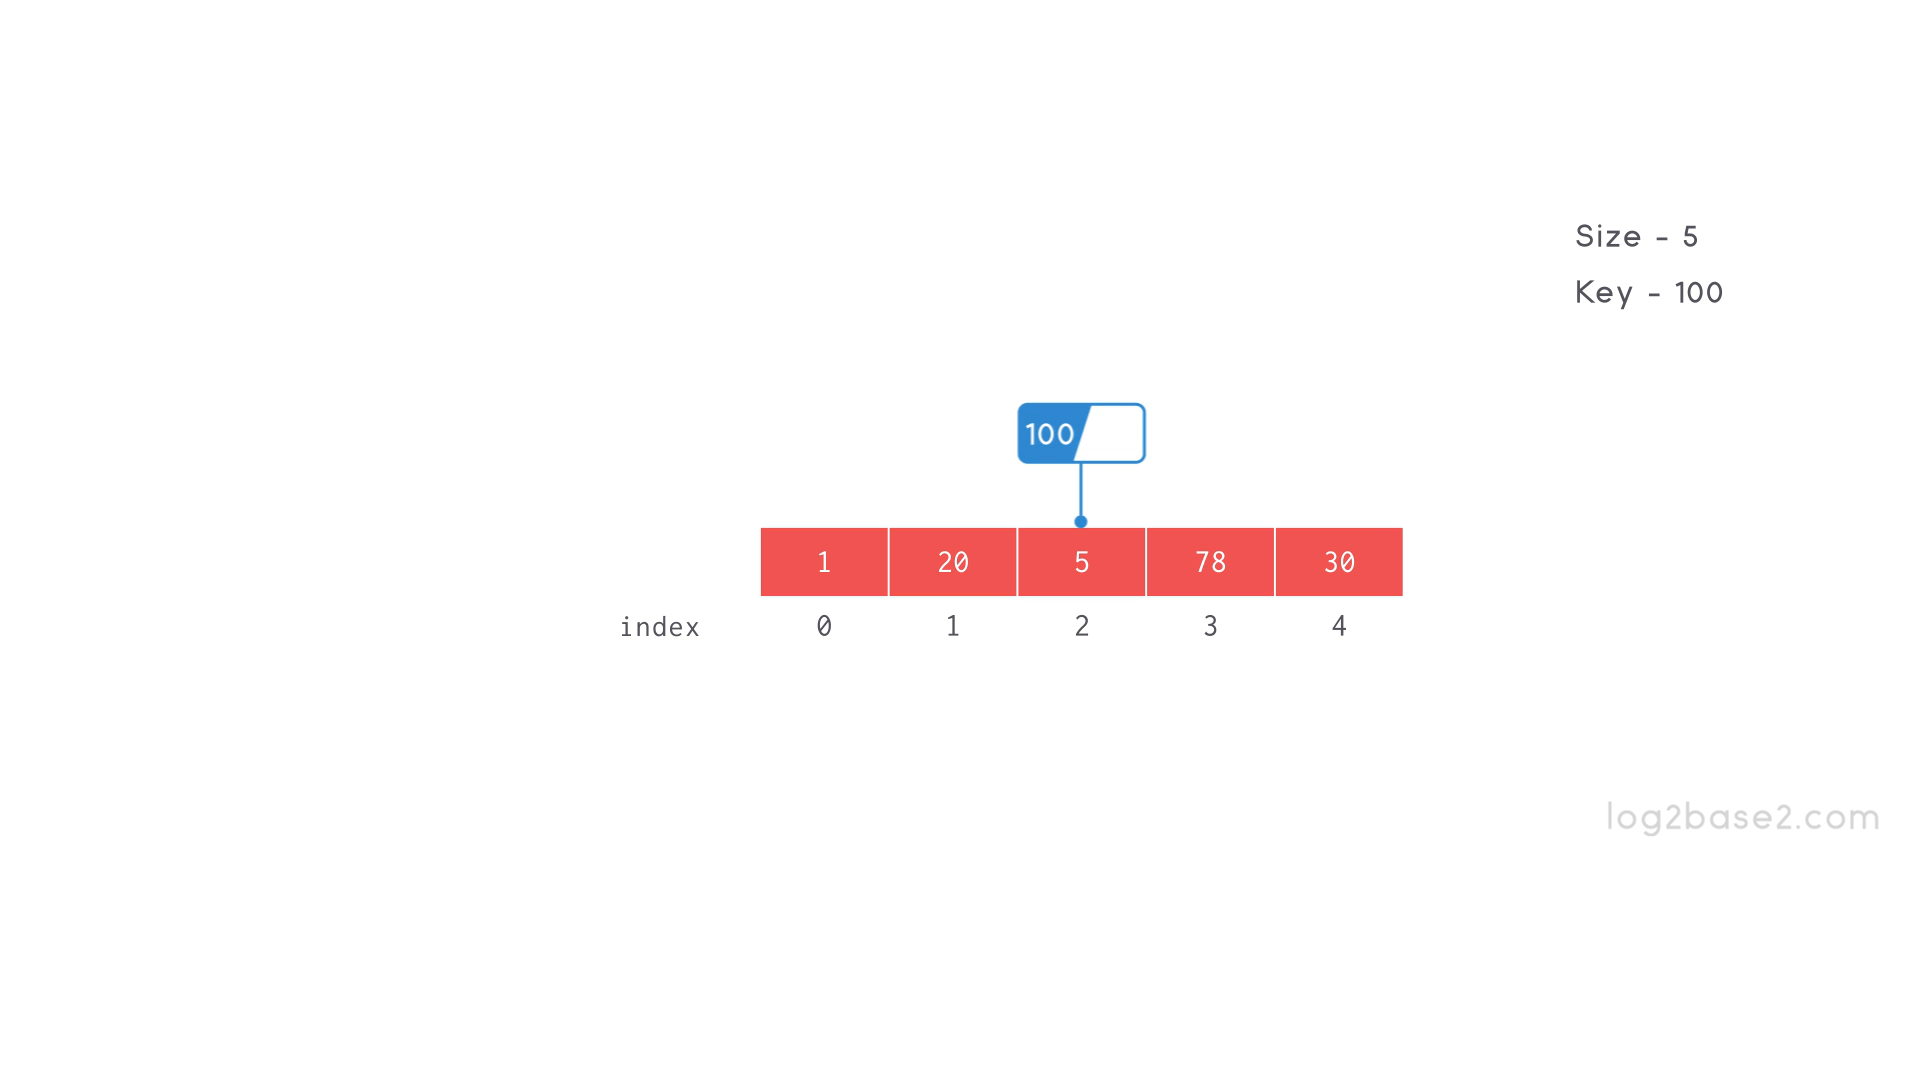 Size - 5
Key - 100
100
1 20 5 78 30
index 0 1 2 3 4
log2base2.com